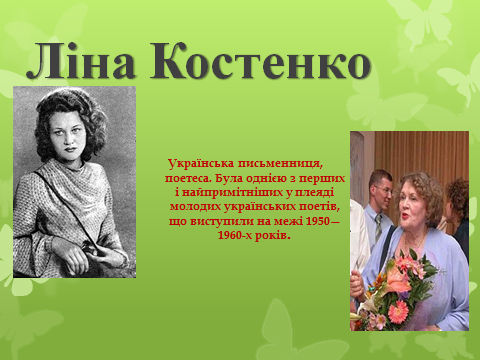 Ліна Костенко
Українська письменниця,
поетеса. Була однією з перших
і найпримітніших у плеяді
молодих українських поетів,
що виступили на межі 1950—
1960-х років.